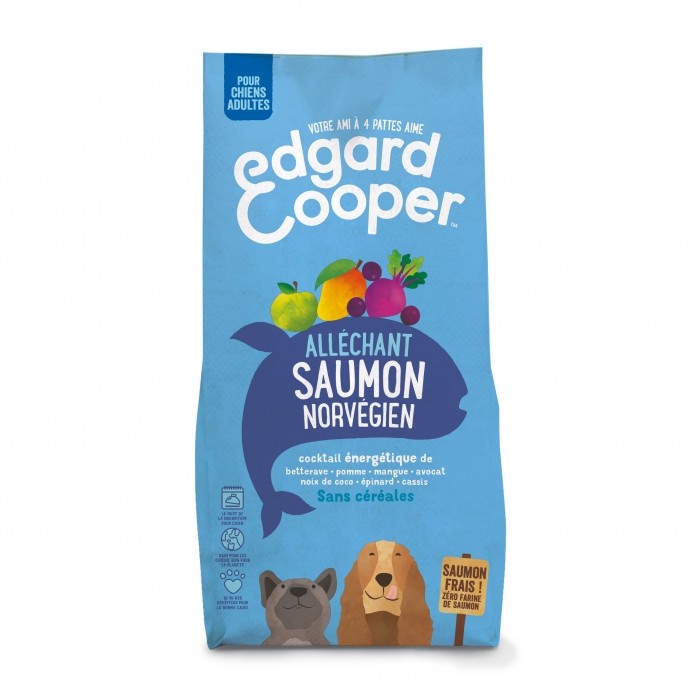 POUR
CHIENS
ADULTES
VOTRE AMI À 4 PATTES AIME
Edgard
Cooper™
ALLÉCHANT
SAUMON
NORVÉGIEN
cocktail énergétique de
betterave • pomme • mangue • avocat
noix de coco • épinard • cassis
Sans céréales
SAUMON
FRAIS !
ZÉRO FARINE
DE SAUMON